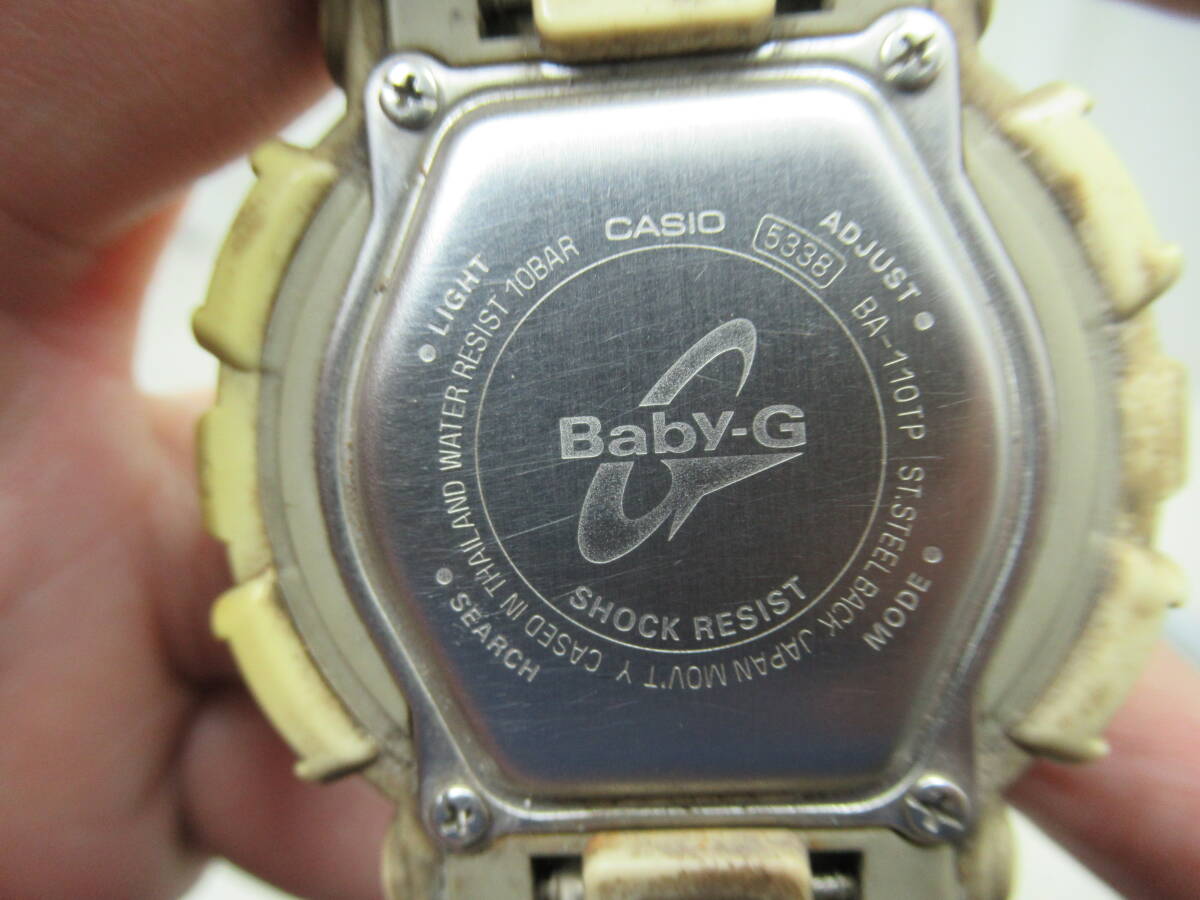 CASIO
5338
BA-110TP ST.STEEL BACK JAPAN MOV'T Y CASED IN THAILAND WATER RESIST 10BAR
LIGHT
ADJUST
Baby-G
SHOCK RESIST
SEARCH
MODE